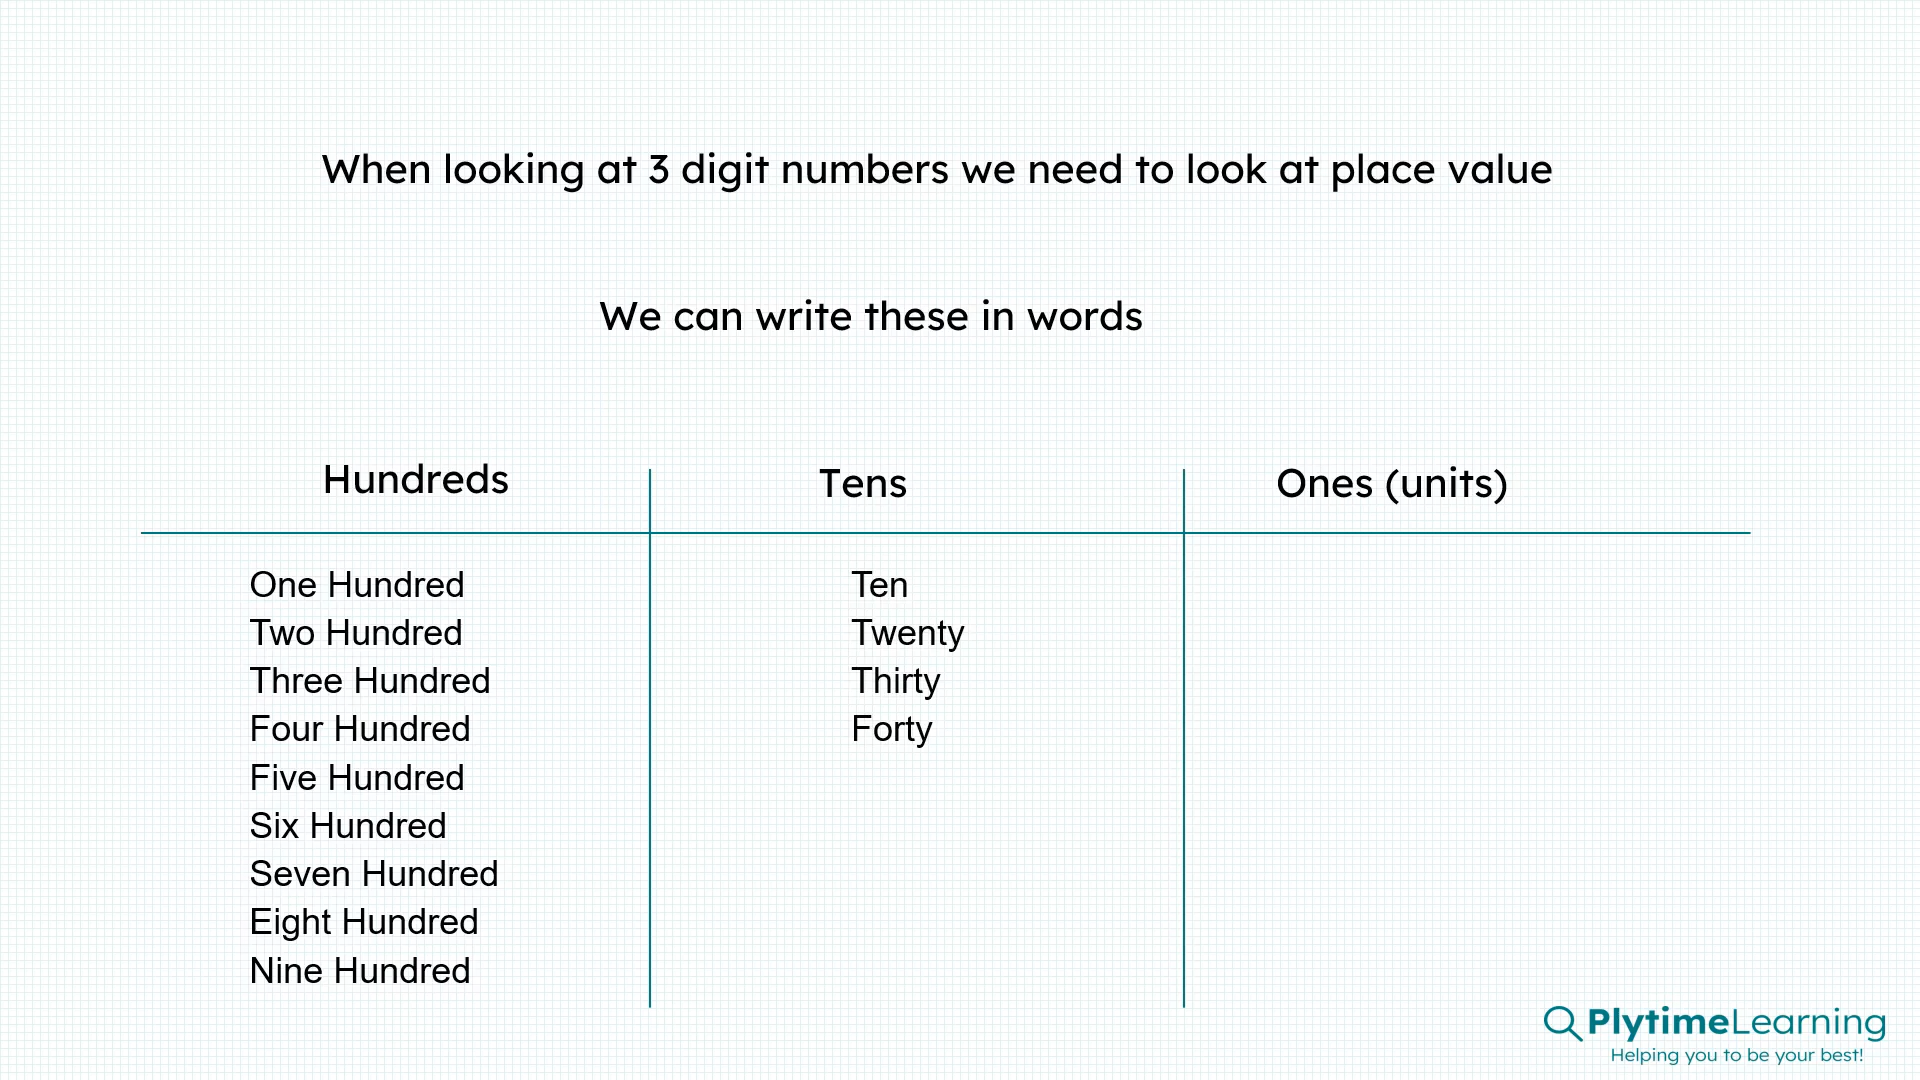 When looking at 3 digit numbers we need to look at place value
We can write these in words
Hundreds Tens Ones (units)
One Hundred Ten
Two Hundred Twenty
Three Hundred Thirty
Four Hundred Forty
Five Hundred
Six Hundred
Seven Hundred
Eight Hundred
Nine Hundred
PlytimeLearning
Helping you to be your best!